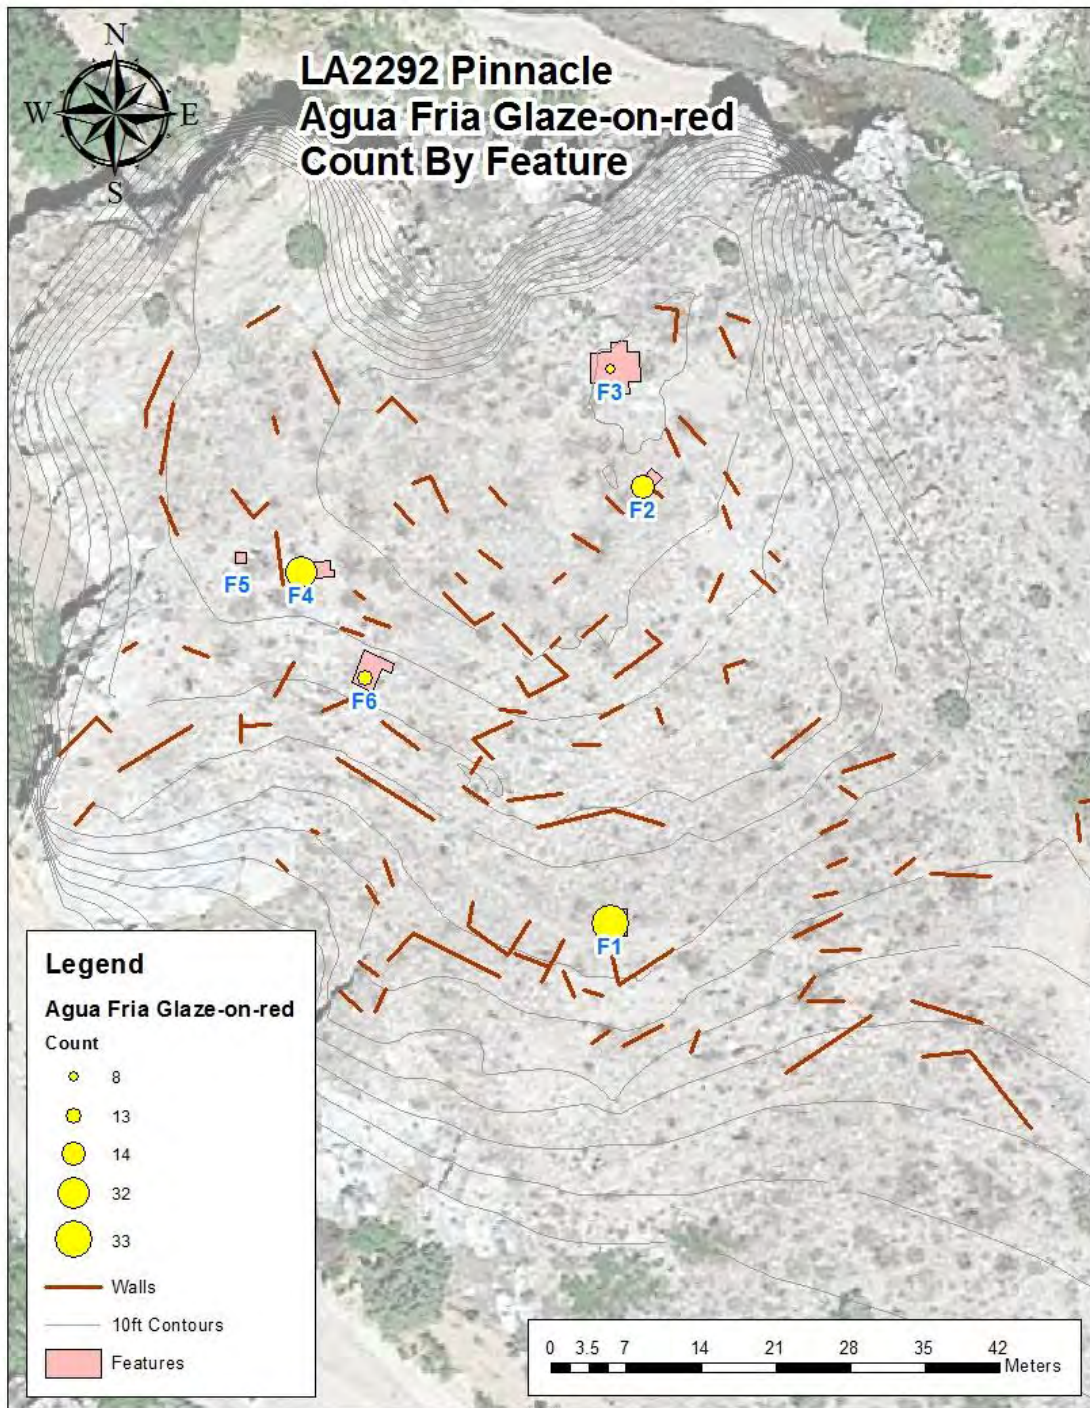 N
W E
S
LA2292 Pinnacle
Agua Fria Glaze-on-red
Count By Feature
F3
F2
F5
F4
F6
F1
Legend
Agua Fria Glaze-on-red
Count
8
13
14
32
33
Walls
10ft Contours
Features
0 3.5 7 14 21 28 35 42
Meters